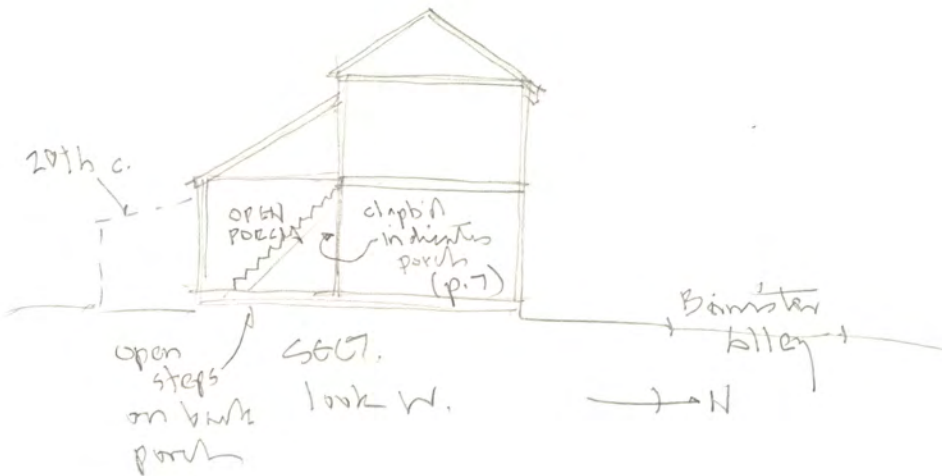 20th c.
OPEN
PORCH
clapb'd
indicates
porch
(p. 7)
Bannister
Alley
open
steps
on back
porch
SECT.
look W.
N